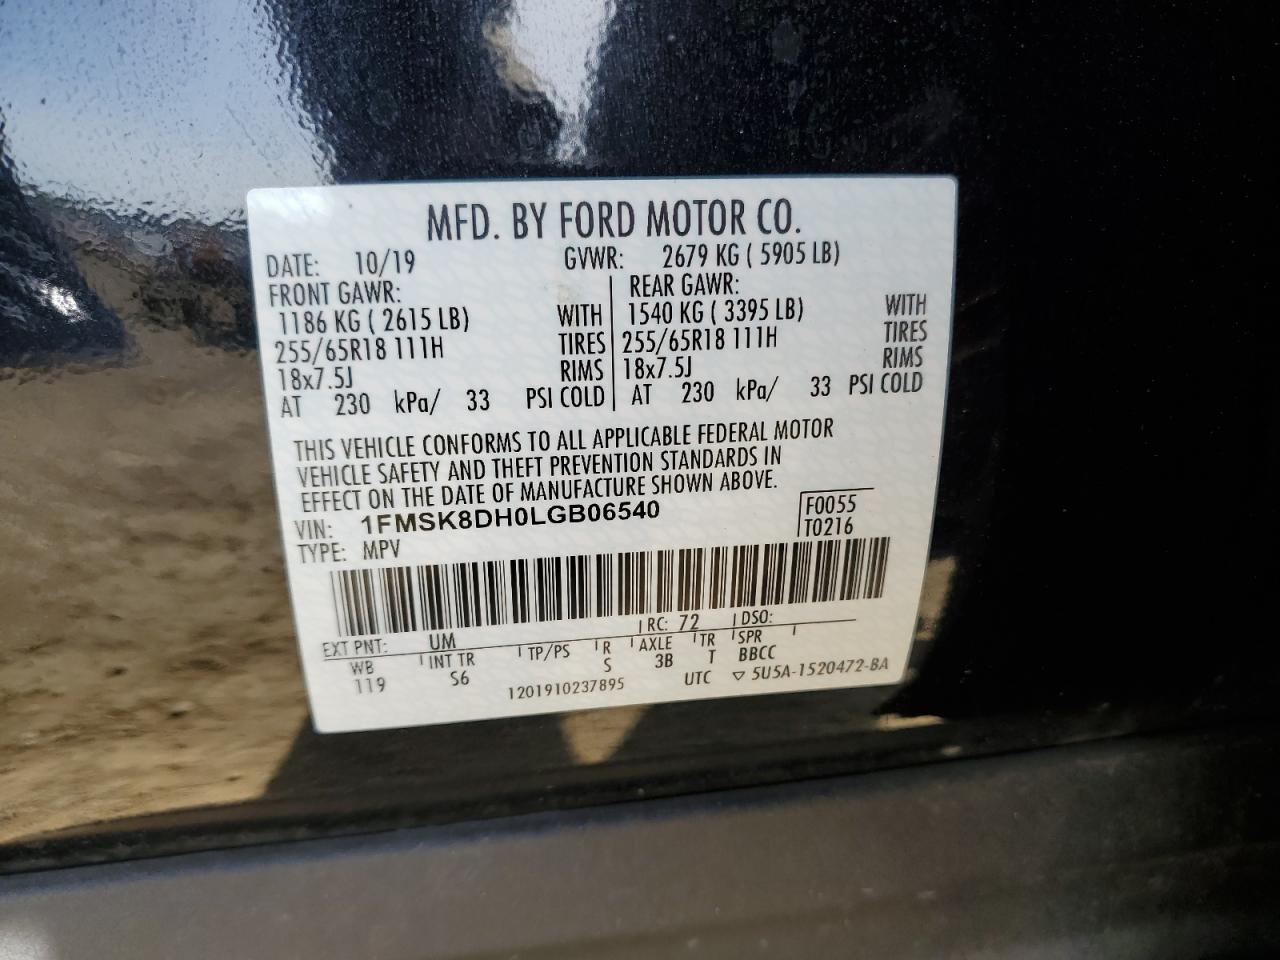 MFD. BY FORD MOTOR CO.
DATE: 10/19 GVWR: 2679 KG ( 5905 LB)
FRONT GAWR: REAR GAWR:
1186 KG ( 2615 LB) WITH 1540 KG ( 3395 LB) WITH
255/65R18 111H TIRES 255/65R18 111H TIRES
18x7.5J RIMS 18x7.5J RIMS
AT 230 kPa/ 33 PSI COLD AT 230 kPa/ 33 PSI COLD
THIS VEHICLE CONFORMS TO ALL APPLICABLE FEDERAL MOTOR
VEHICLE SAFETY AND THEFT PREVENTION STANDARDS IN
EFFECT ON THE DATE OF MANUFACTURE SHOWN ABOVE.
VIN: 1FMSK8DH0LGB06540 F0055
TYPE: MPV T0216
EXT PNT: UM RC: 72 DSO:
WB INT TR TP/PS R AXLE TR SPR
119 S6 S 3B T BBCC
1201910237895 UTC ▽ 5U5A-1520472-BA